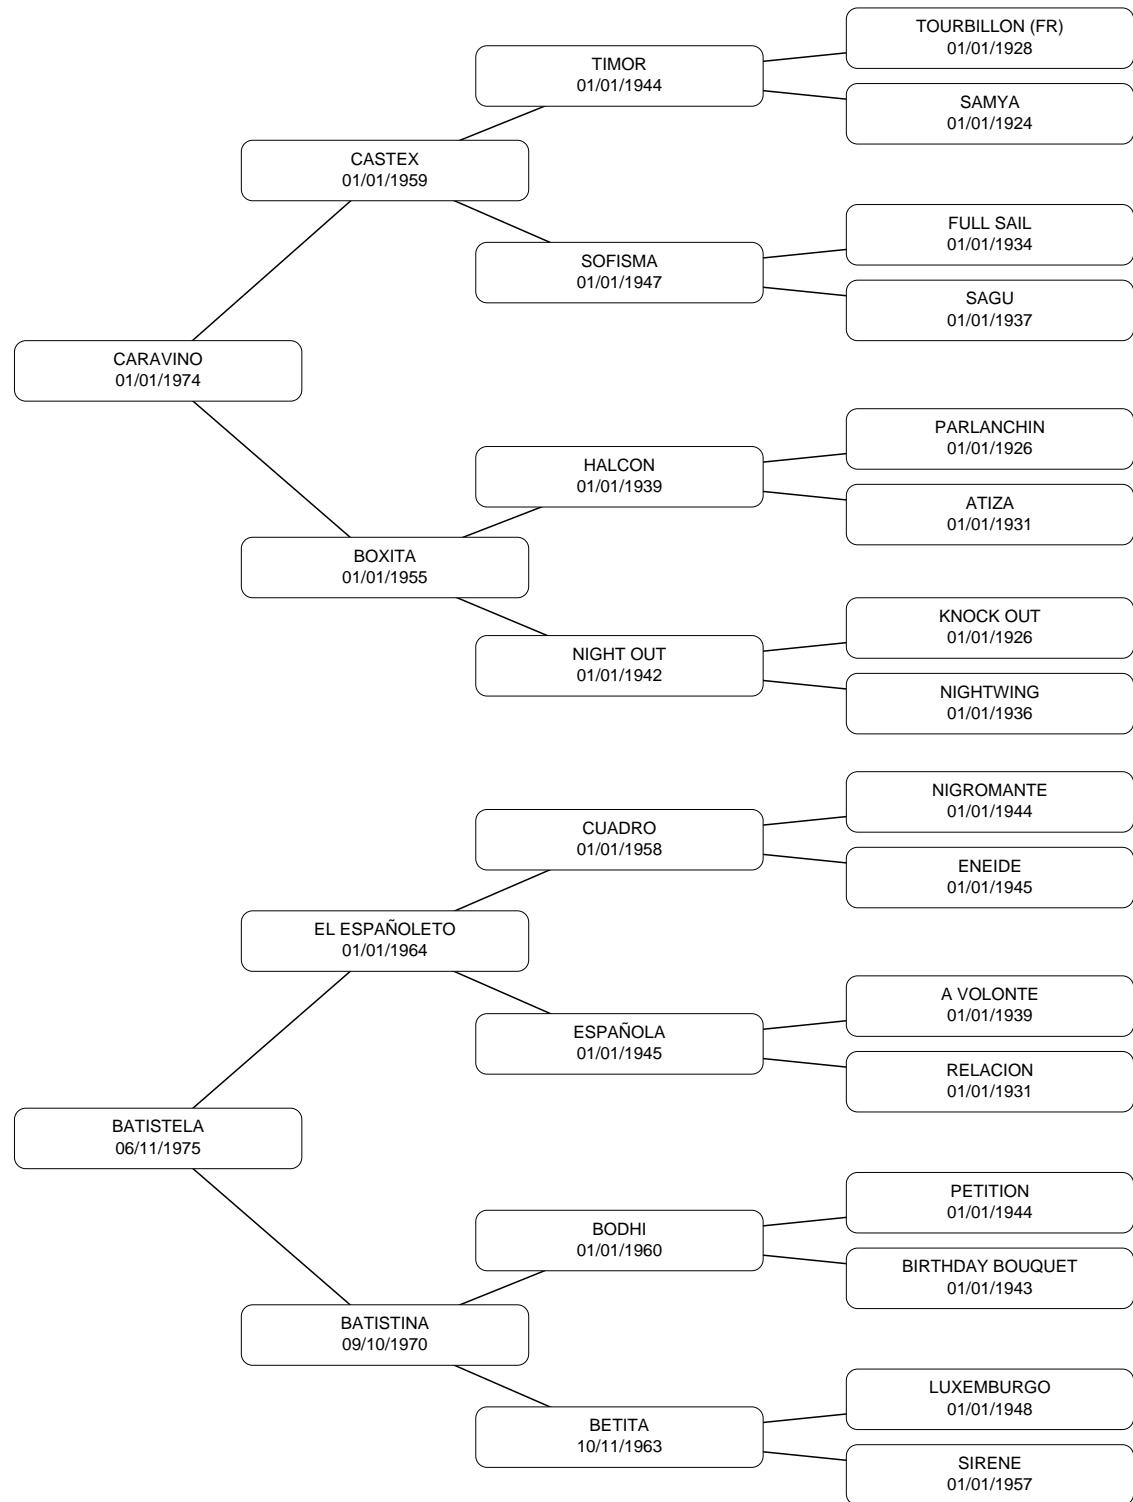 TOURBILLON (FR)
01/01/1928
TIMOR
01/01/1944
SAMYA
01/01/1924
CASTEX
01/01/1959
FULL SAIL
01/01/1934
SOFISMA
01/01/1947
SAGU
01/01/1937
CARAVINO
01/01/1974
PARLANCHIN
01/01/1926
HALCON
01/01/1939
ATIZA
01/01/1931
BOXITA
01/01/1955
KNOCK OUT
01/01/1926
NIGHT OUT
01/01/1942
NIGHTWING
01/01/1936
NIGROMANTE
01/01/1944
CUADRO
01/01/1958
ENEIDE
01/01/1945
EL ESPAÑOLETO
01/01/1964
A VOLONTE
01/01/1939
ESPAÑOLA
01/01/1945
RELACION
01/01/1931
BATISTELA
06/11/1975
PETITION
01/01/1944
BODHI
01/01/1960
BIRTHDAY BOUQUET
01/01/1943
BATISTINA
09/10/1970
LUXEMBURGO
01/01/1948
BETITA
10/11/1963
SIRENE
01/01/1957